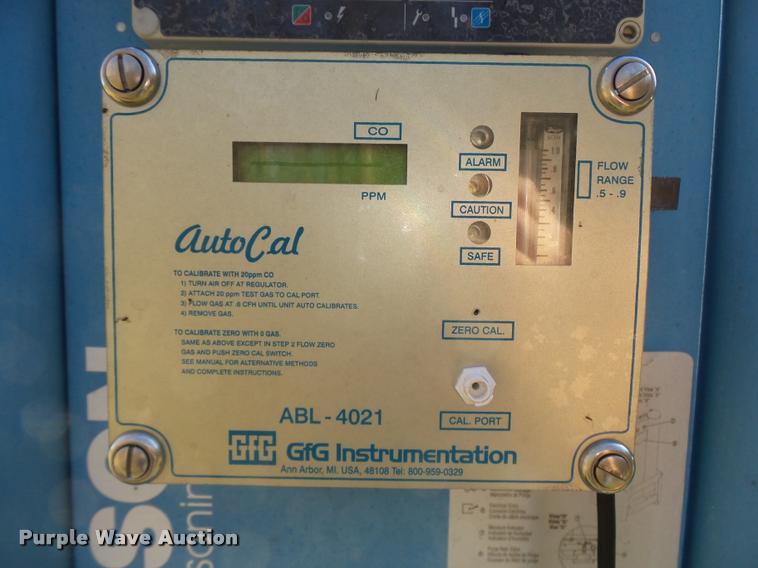 CO
PPM
ALARM
CAUTION
SAFE
FLOW
RANGE
.5 - .9
AutoCal
TO CALIBRATE WITH 20ppm CO
1) TURN AIR OFF AT REGULATOR.
2) ATTACH 20 ppm TEST GAS TO CAL PORT.
3) FLOW GAS AT .6 CFH UNTIL UNIT AUTO CALIBRATES.
4) REMOVE GAS.
TO CALIBRATE ZERO WITH 0 GAS.
SAME AS ABOVE EXCEPT IN STEP 2 FLOW ZERO
GAS AND PUSH ZERO CAL SWITCH.
SEE MANUAL FOR ALTERNATIVE METHODS
AND COMPLETE INSTRUCTIONS.
ZERO CAL.
CAL. PORT
ABL - 4021
GfG GfG Instrumentation
Ann Arbor, MI. USA, 48108 Tel: 800-959-0329
SON
Purple Wave Auction